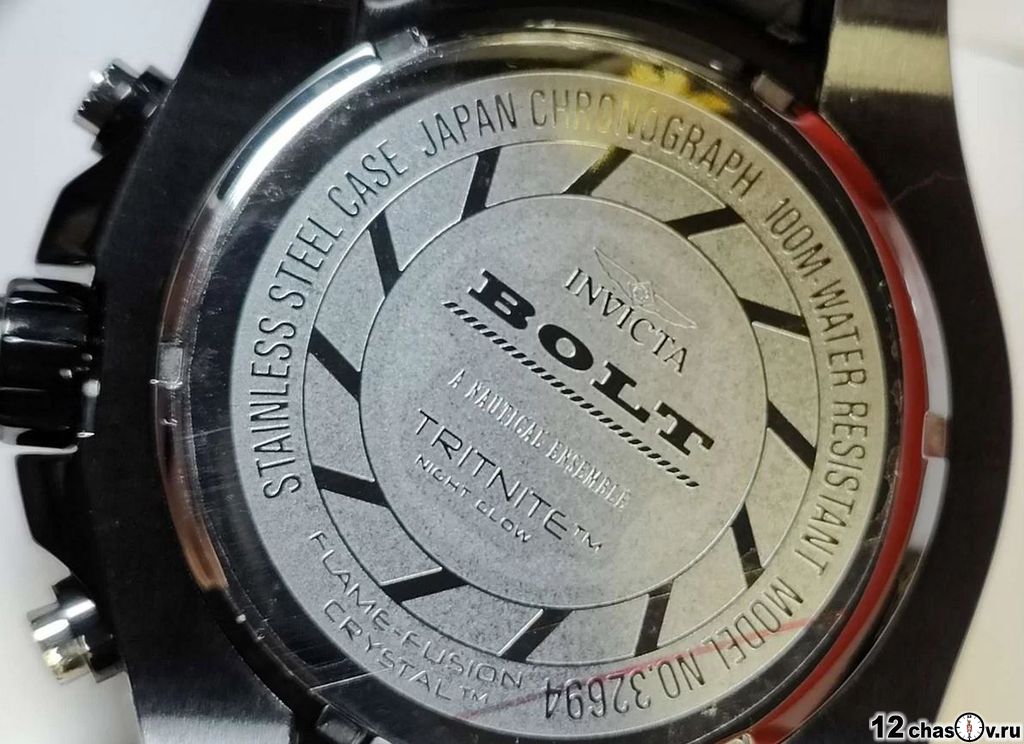 STAINLESS STEEL CASE JAPAN CHRONOGRAPH 100M-WATER RESISTANT MODEL NO.32694
INVICTA
BOLT
A NAUTICAL ENSEMBLE
TRITNITE™
NIGHT GLOW
FLAME-FUSION
CRYSTAL™
12chasov.ru